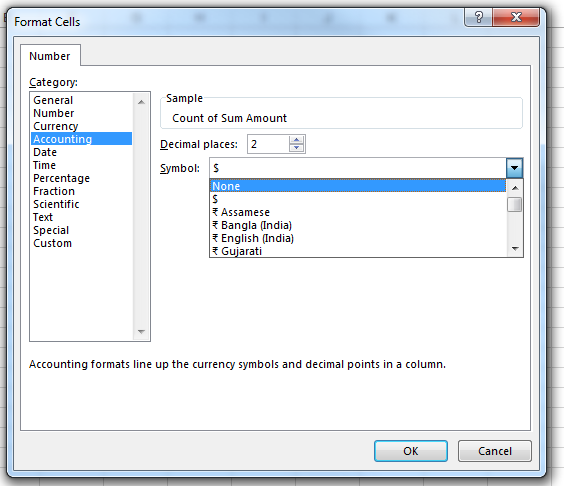 Format Cells
Number
Category:
General
Number
Currency
Accounting
Date
Time
Percentage
Fraction
Scientific
Text
Special
Custom
Sample
Count of Sum Amount
Decimal places: 2
Symbol: $
None
$
₹ Assamese
₹ Bangla (India)
₹ English (India)
₹ Gujarati
Accounting formats line up the currency symbols and decimal points in a column.
OK Cancel